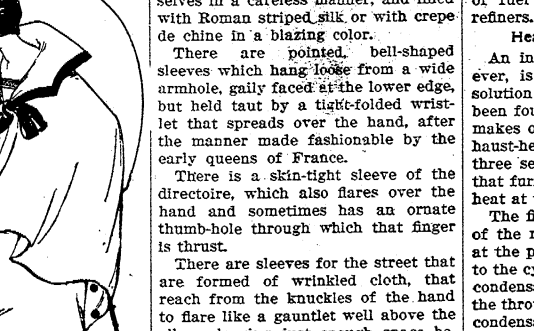 selves in a careless manner, and lined
with Roman striped silk or with crepe
de chine in a blazing color.
There are pointed, bell-shaped
sleeves which hang loose from a wide
armhole, gaily faced at the lower edge,
but held taut by a tight-folded wrist-
let that spreads over the hand, after
the manner made fashionable by the
early queens of France.
There is a skin-tight sleeve of the
directoire, which also flares over the
hand and sometimes has an ornate
thumb-hole through which that finger
is thrust.
There are sleeves for the street that
are formed of wrinkled cloth, that
reach from the knuckles of the hand
to flare like a gauntlet well above the
refiners.
An in
ever, is
solution
been fou
makes o
haust-he
three se
that fur
heat at
The fi
of the r
at the p
to the cy
condens
the thro
condens